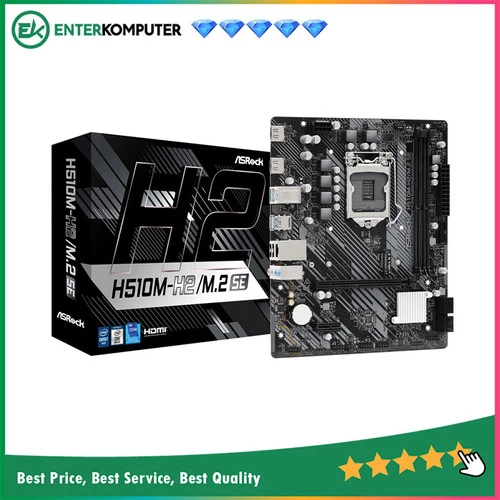 EK ENTERKOMPUTER
ASRock
H2
H510M-H2/M.2 SE
H510M-H2/M.2 SE
ASRock
HDMI
Best Price, Best Service, Best Quality